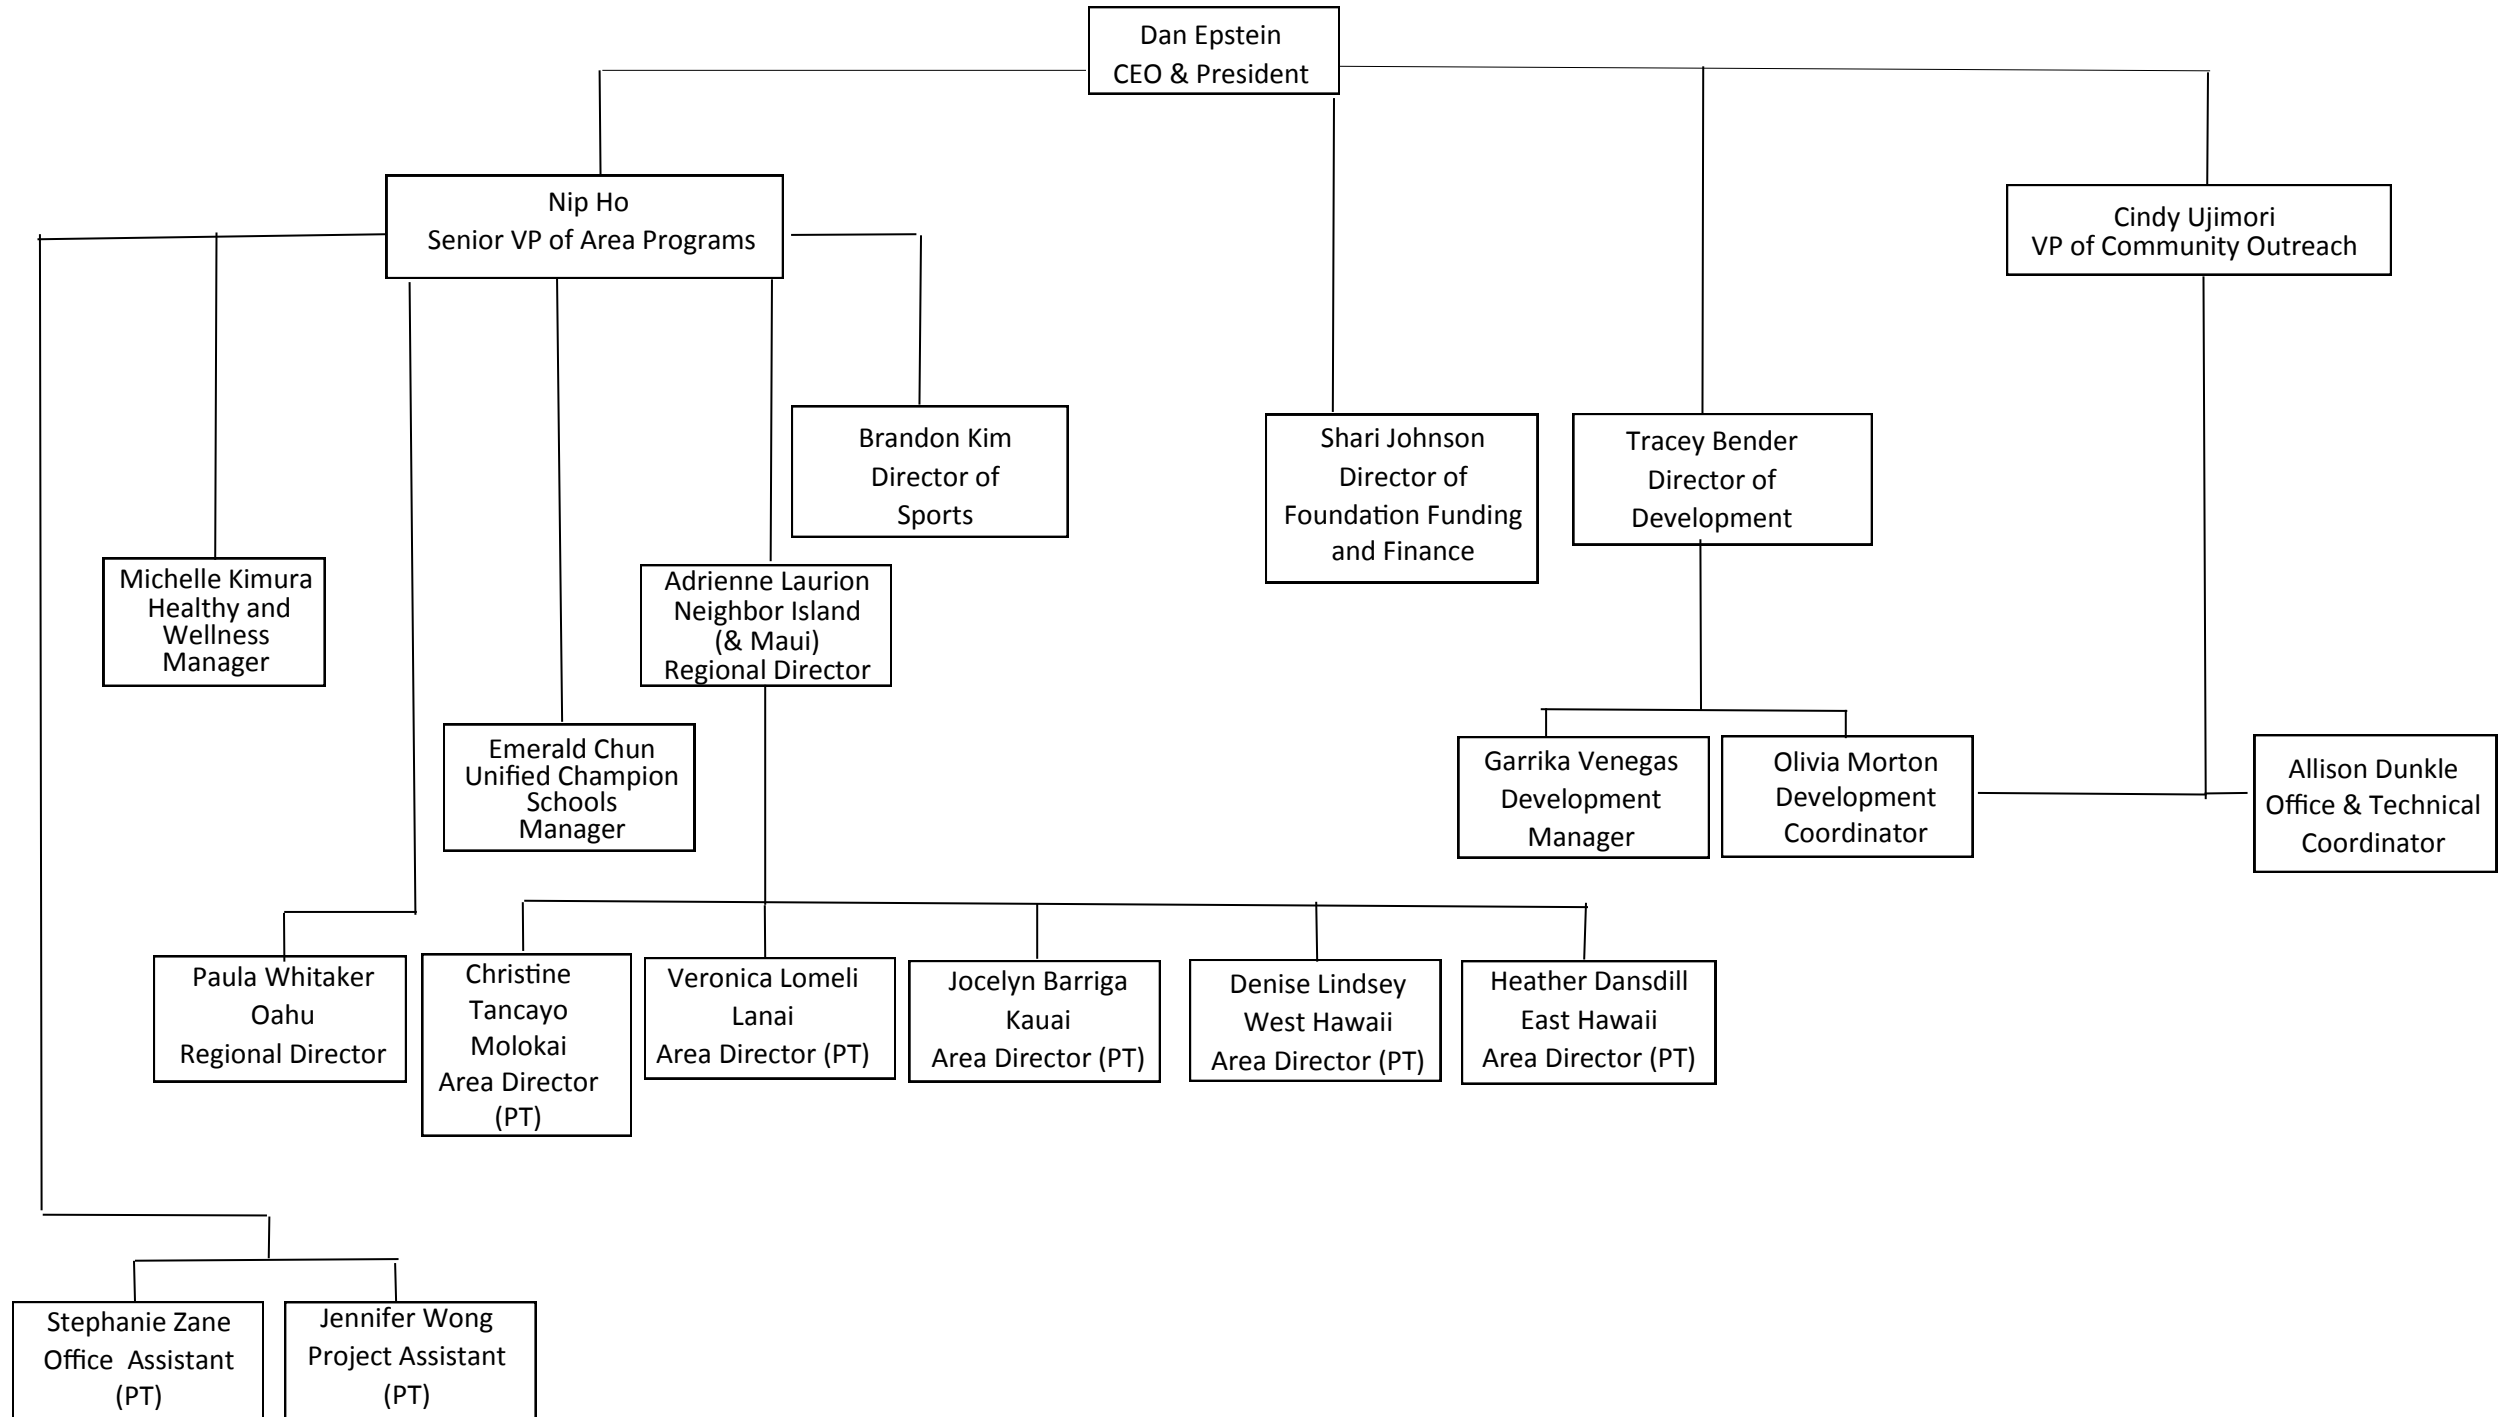 Dan Epstein
CEO & President
Nip Ho
Senior VP of Area Programs
Cindy Ujimori
VP of Community Outreach
Brandon Kim
Director of
Sports
Shari Johnson
Director of
Foundation Funding
and Finance
Tracey Bender
Director of
Development
Michelle Kimura
Healthy and
Wellness
Manager
Adrienne Laurion
Neighbor Island
(& Maui)
Regional Director
Emerald Chun
Unified Champion
Schools
Manager
Garrika Venegas
Development
Manager
Olivia Morton
Development
Coordinator
Allison Dunkle
Office & Technical
Coordinator
Paula Whitaker
Oahu
Regional Director
Christine
Tancayo
Molokai
Area Director
(PT)
Veronica Lomeli
Lanai
Area Director (PT)
Jocelyn Barriga
Kauai
Area Director (PT)
Denise Lindsey
West Hawaii
Area Director (PT)
Heather Dansdill
East Hawaii
Area Director (PT)
Stephanie Zane
Office  Assistant
(PT)
Jennifer Wong
Project Assistant
(PT)